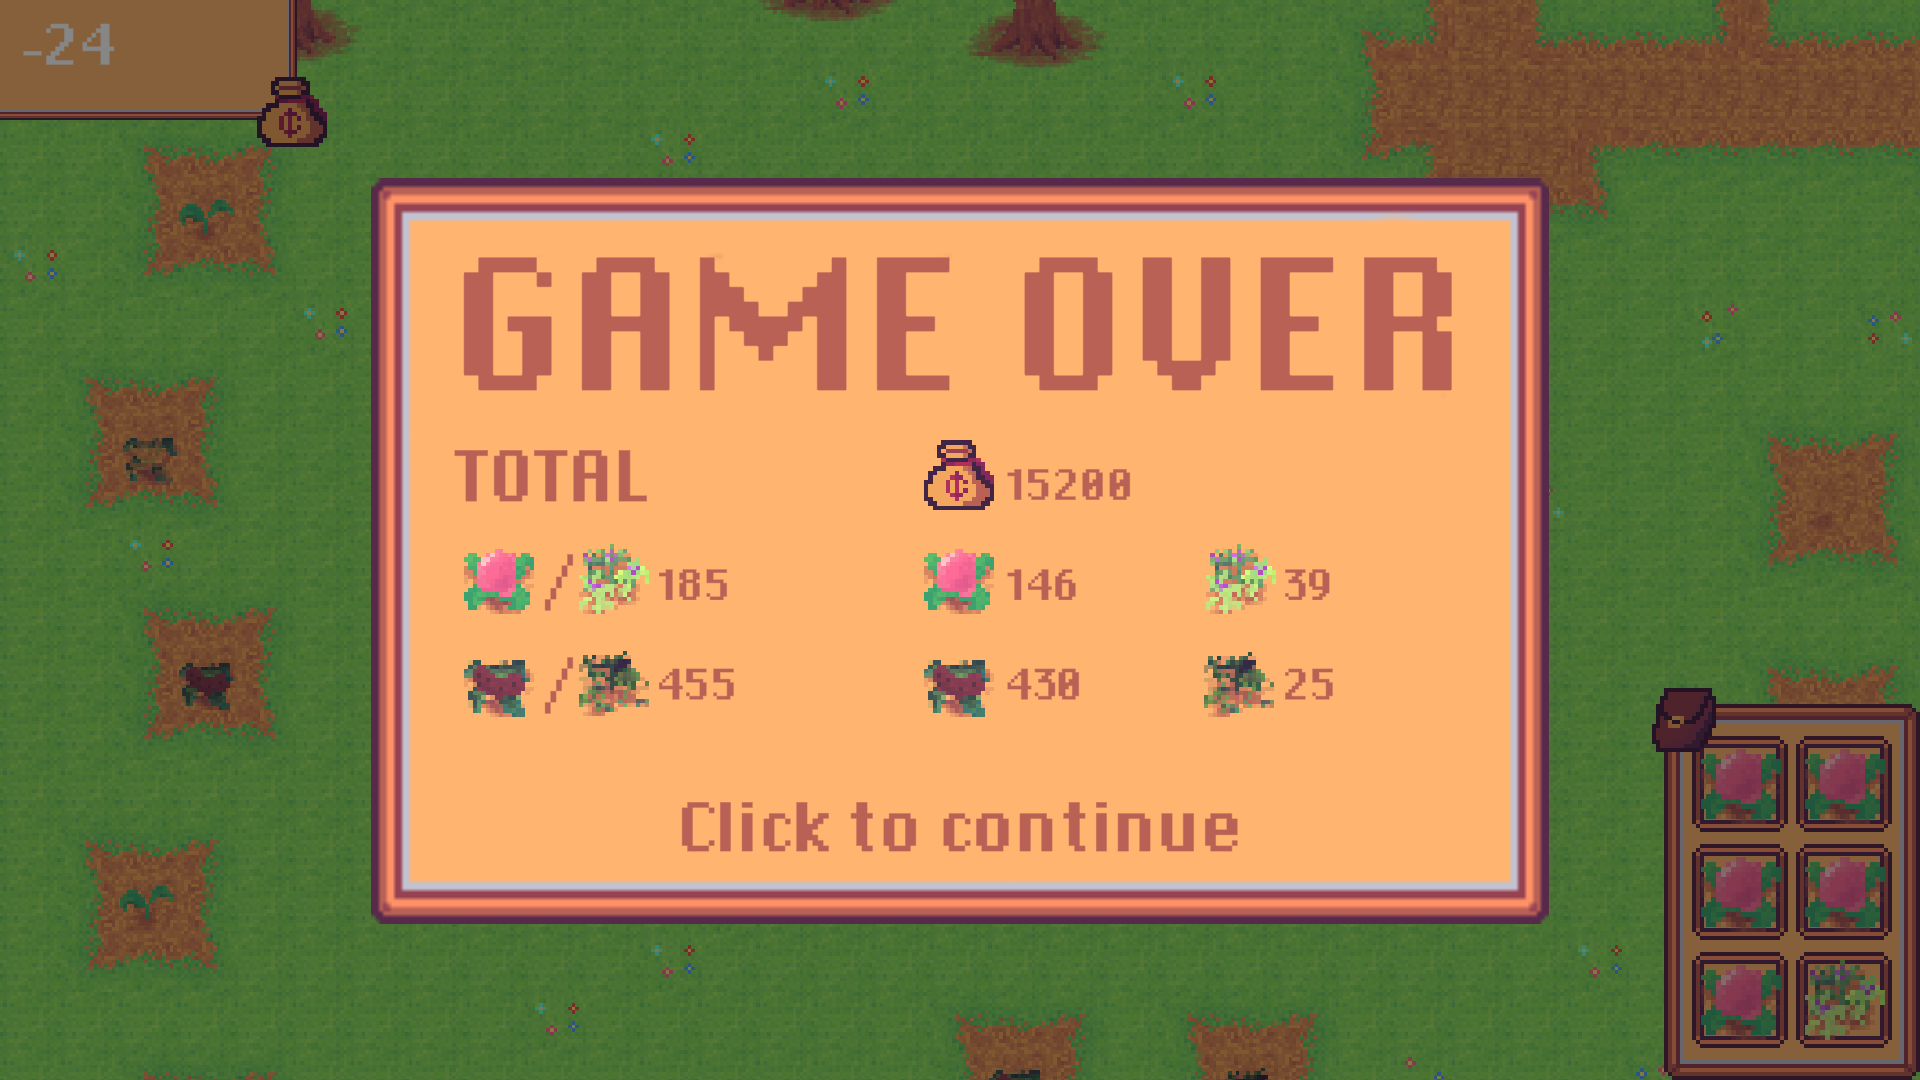 -24
GAME OVER
TOTAL ₵ 15200
/ 185 146 39
/ 455 430 25
Click to continue